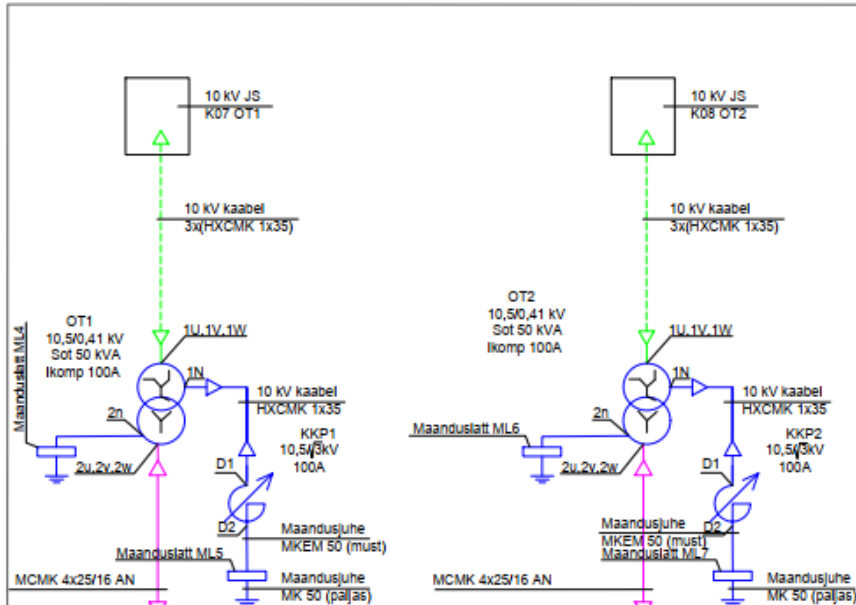 10 kV JS
K07 OT1
10 kV kaabel
3x(HXCMK 1x35)
OT1
10,5/0,41 kV
Sot 50 kVA
Ikomp 100A
Maanduslatt ML4
1U,1V,1W
1N
10 kV kaabel
HXCMK 1x35
2n
2u,2v,2w
KKP1
10,5/√3kV
100A
D1
D2
Maandusjuhe
MKEM 50 (must)
Maanduslatt ML5
MCMK 4x25/16 AN
Maandusjuhe
MK 50 (paljas)
10 kV JS
K08 OT2
10 kV kaabel
3x(HXCMK 1x35)
OT2
10,5/0,41 kV
Sot 50 kVA
Ikomp 100A
1U,1V,1W
1N
10 kV kaabel
HXCMK 1x35
2n
Maanduslatt ML6
2u,2v,2w
KKP2
10,5/√3kV
100A
D1
D2
Maandusjuhe
MKEM 50 (must)
Maanduslatt ML7
MCMK 4x25/16 AN
Maandusjuhe
MK 50 (paljas)